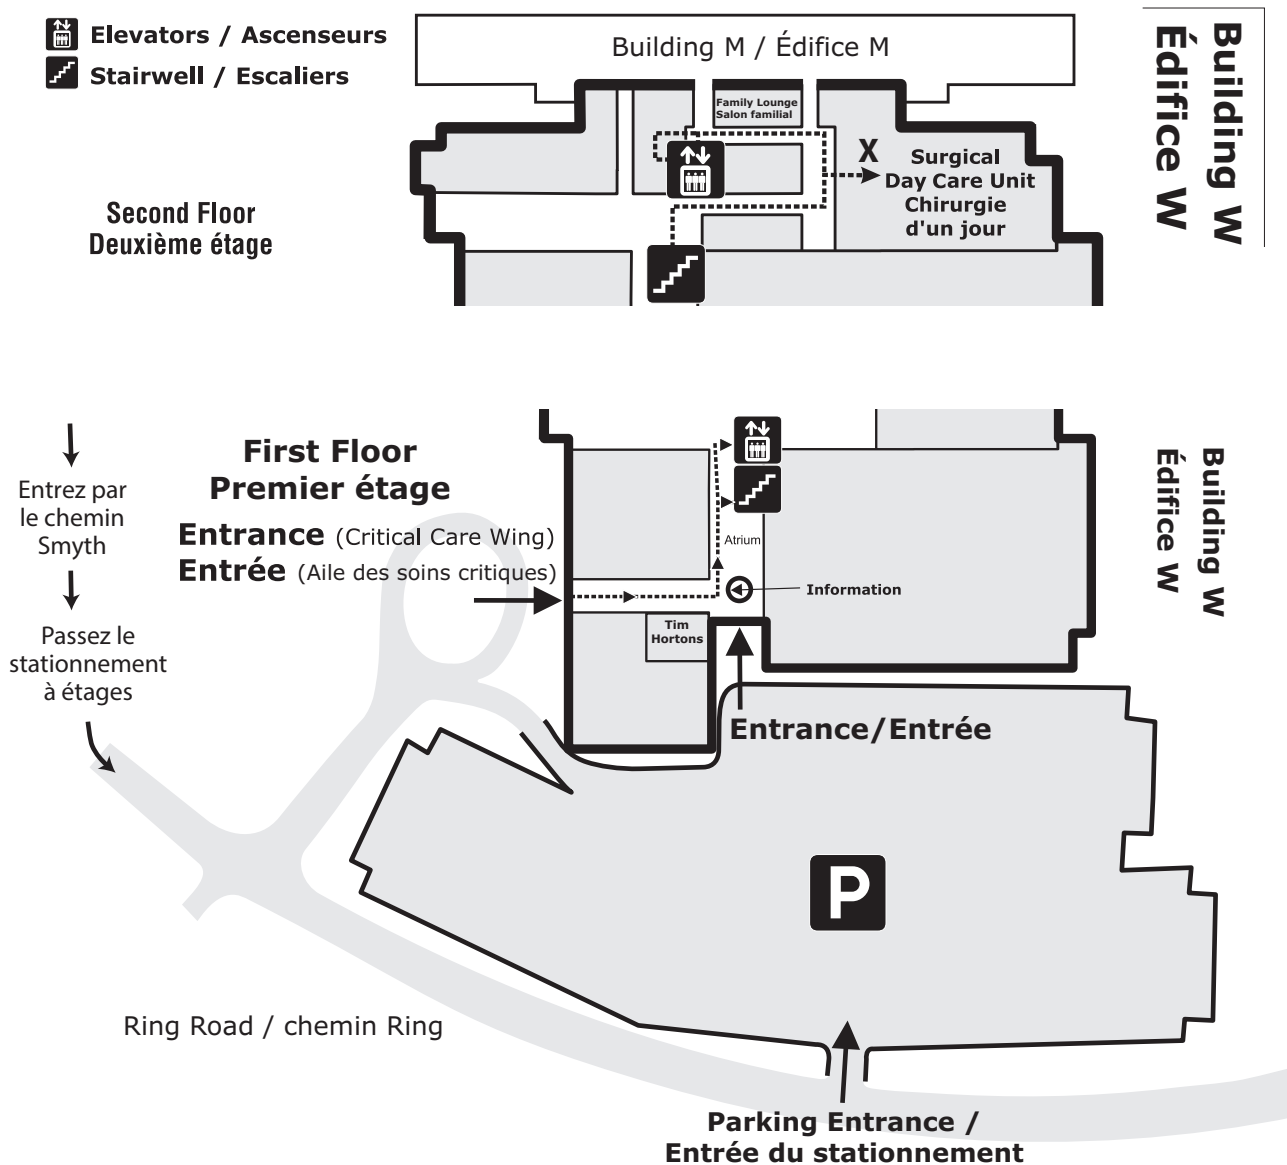 Elevators / Ascenseurs
Stairwell / Escaliers
Building M / Édifice M
Building W
Édifice W
Family Lounge
Salon familial
X
Surgical
Day Care Unit
Chirurgie
d'un jour
Second Floor
Deuxième étage
First Floor
Premier étage
Entrance (Critical Care Wing)
Entrée (Aile des soins critiques)
Entrez par
le chemin
Smyth
Passez le
stationnement
à étages
Atrium
Information
Tim
Hortons
Building W
Édifice W
Entrance/Entrée
P
Ring Road / chemin Ring
Parking Entrance /
Entrée du stationnement